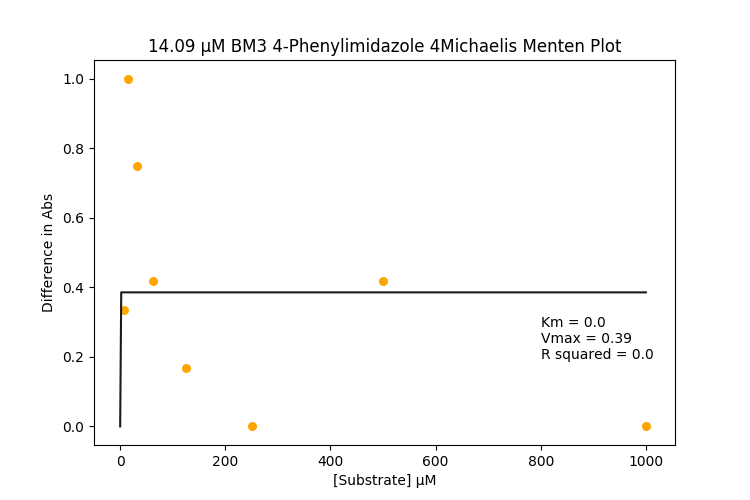 14.09 µM BM3 4-Phenylimidazole 4Michaelis Menten Plot
1.0
0.8
0.6
0.4
0.2
0.0
Difference in Abs
Km = 0.0
Vmax = 0.39
R squared = 0.0
0 200 400 600 800 1000
[Substrate] µM